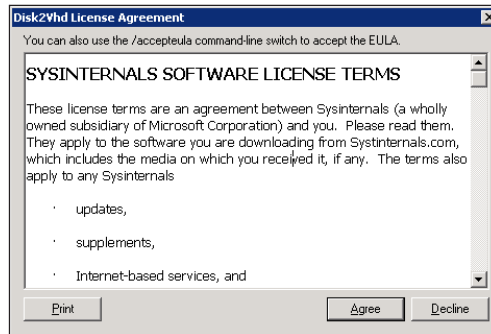 Disk2Vhd License Agreement
You can also use the /accepteula command-line switch to accept the EULA.
SYSINTERNALS SOFTWARE LICENSE TERMS
These license terms are an agreement between Sysinternals (a wholly
owned subsidiary of Microsoft Corporation) and you. Please read them.
They apply to the software you are downloading from Systinternals.com,
which includes the media on which you received it, if any. The terms also
apply to any Sysinternals
· updates,
· supplements,
· Internet-based services, and
Print
Agree
Decline